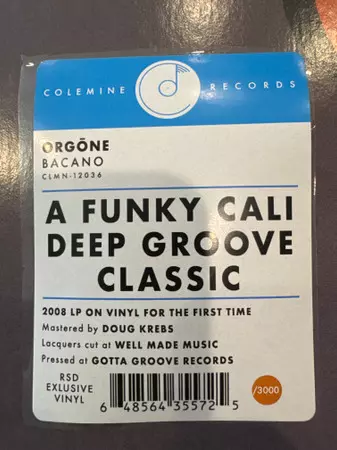 COLEMINE RECORDS
ORGŌNE
BACANO
CLMN-12036
A FUNKY CALI
DEEP GROOVE
CLASSIC
2008 LP ON VINYL FOR THE FIRST TIME
Mastered by DOUG KREBS
Lacquers cut at WELL MADE MUSIC
Pressed at GOTTA GROOVE RECORDS
RSD
EXLUSIVE
VINYL
6 48564 35572 5
/3000